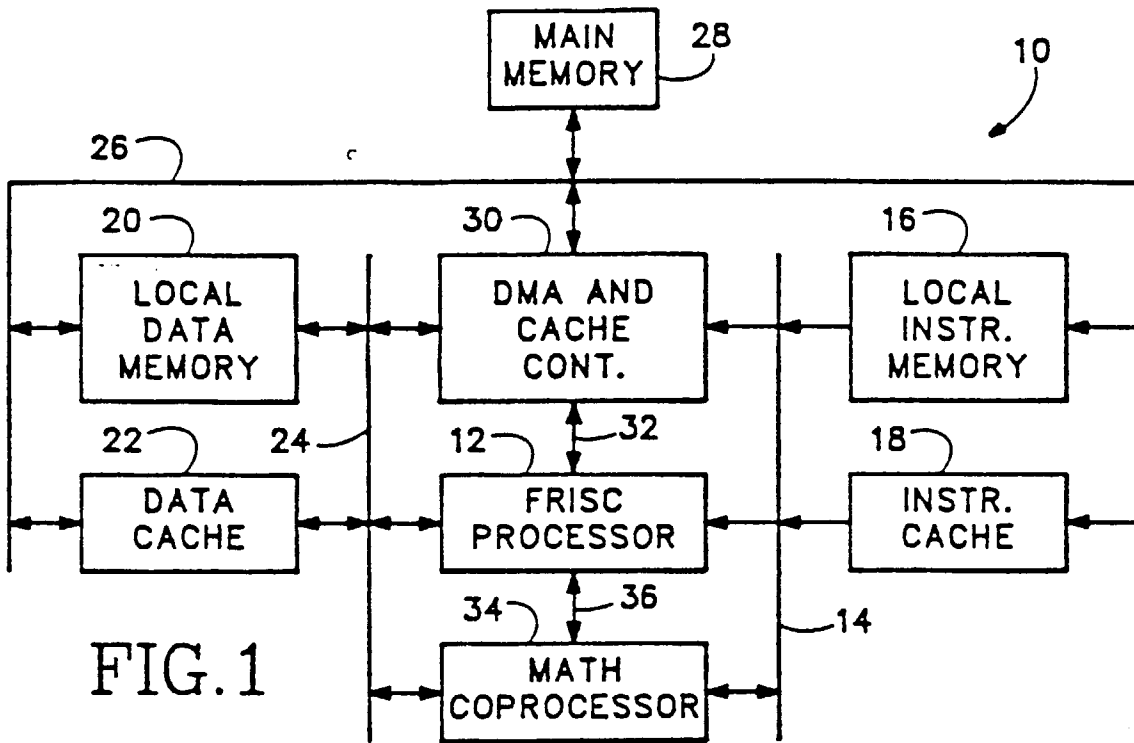 MAIN
MEMORY
28
10
26
20
30
16
LOCAL
DATA
MEMORY
DMA AND
CACHE
CONT.
LOCAL
INSTR.
MEMORY
22
24
12
32
18
DATA
CACHE
FRISC
PROCESSOR
INSTR.
CACHE
34
36
14
MATH
COPROCESSOR
FIG. 1